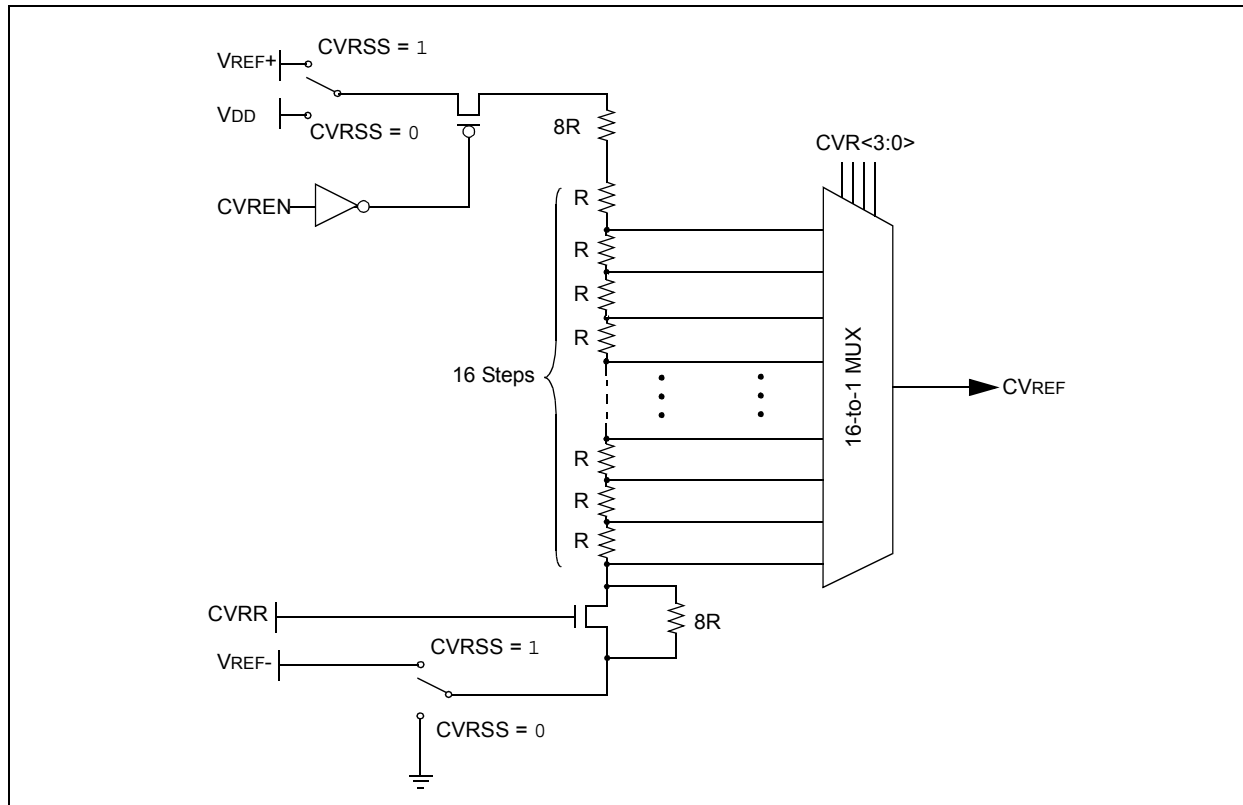 CVRSS = 1
VREF+
VDD
CVRSS = 0
8R
CVR<3:0>
CVREN
R
R
R
R
16 Steps
16-to-1 MUX
CVREF
R
R
R
CVRR
8R
CVRSS = 1
VREF-
CVRSS = 0